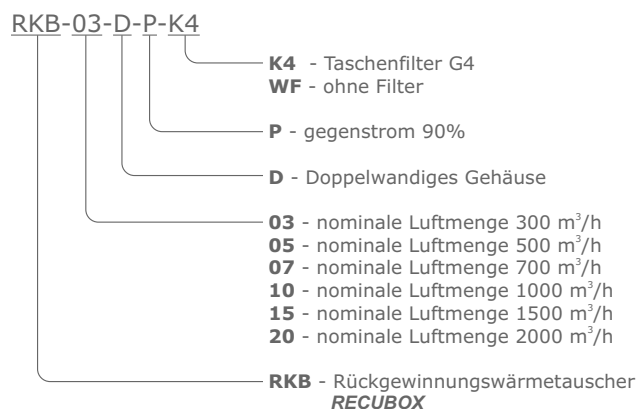 RKB-03-D-P-K4
K4 - Taschenfilter G4
WF - ohne Filter
P - gegenstrom 90%
D - Doppelwandiges Gehäuse
03 - nominale Luftmenge 300 m³/h
05 - nominale Luftmenge 500 m³/h
07 - nominale Luftmenge 700 m³/h
10 - nominale Luftmenge 1000 m³/h
15 - nominale Luftmenge 1500 m³/h
20 - nominale Luftmenge 2000 m³/h
RKB - Rückgewinnungswärmetauscher
RECUBOX